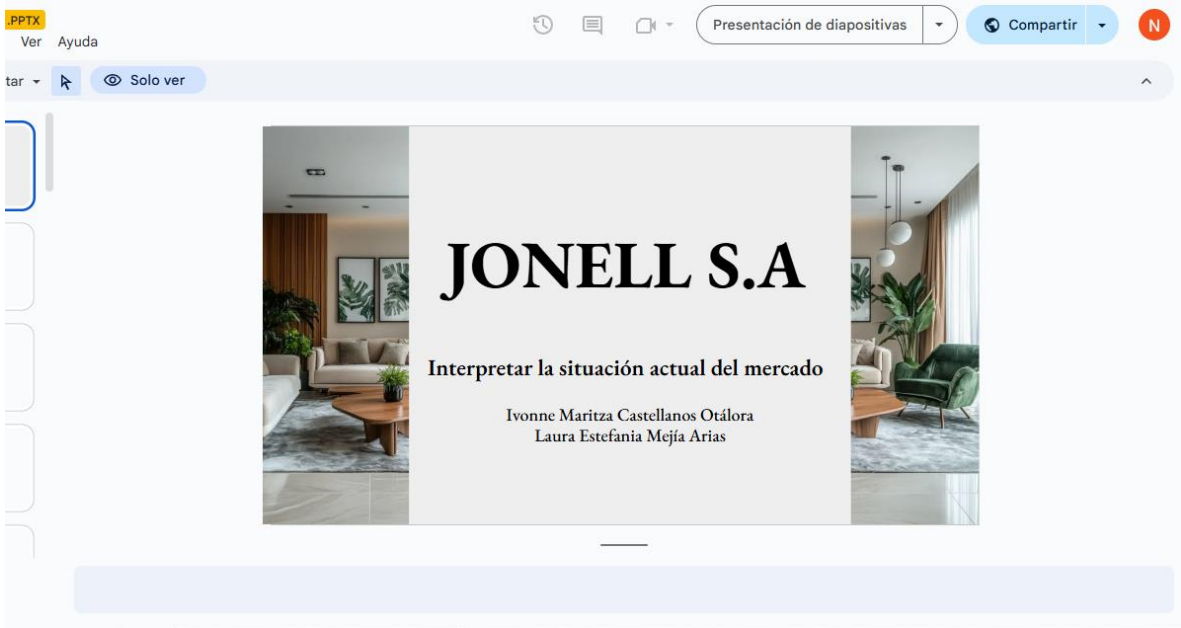 .PPTX
Ver Ayuda
Presentación de diapositivas
Compartir
N
tar
Solo ver
JONELL S.A
Interpretar la situación actual del mercado
Ivonne Maritza Castellanos Otálora
Laura Estefania Mejía Arias